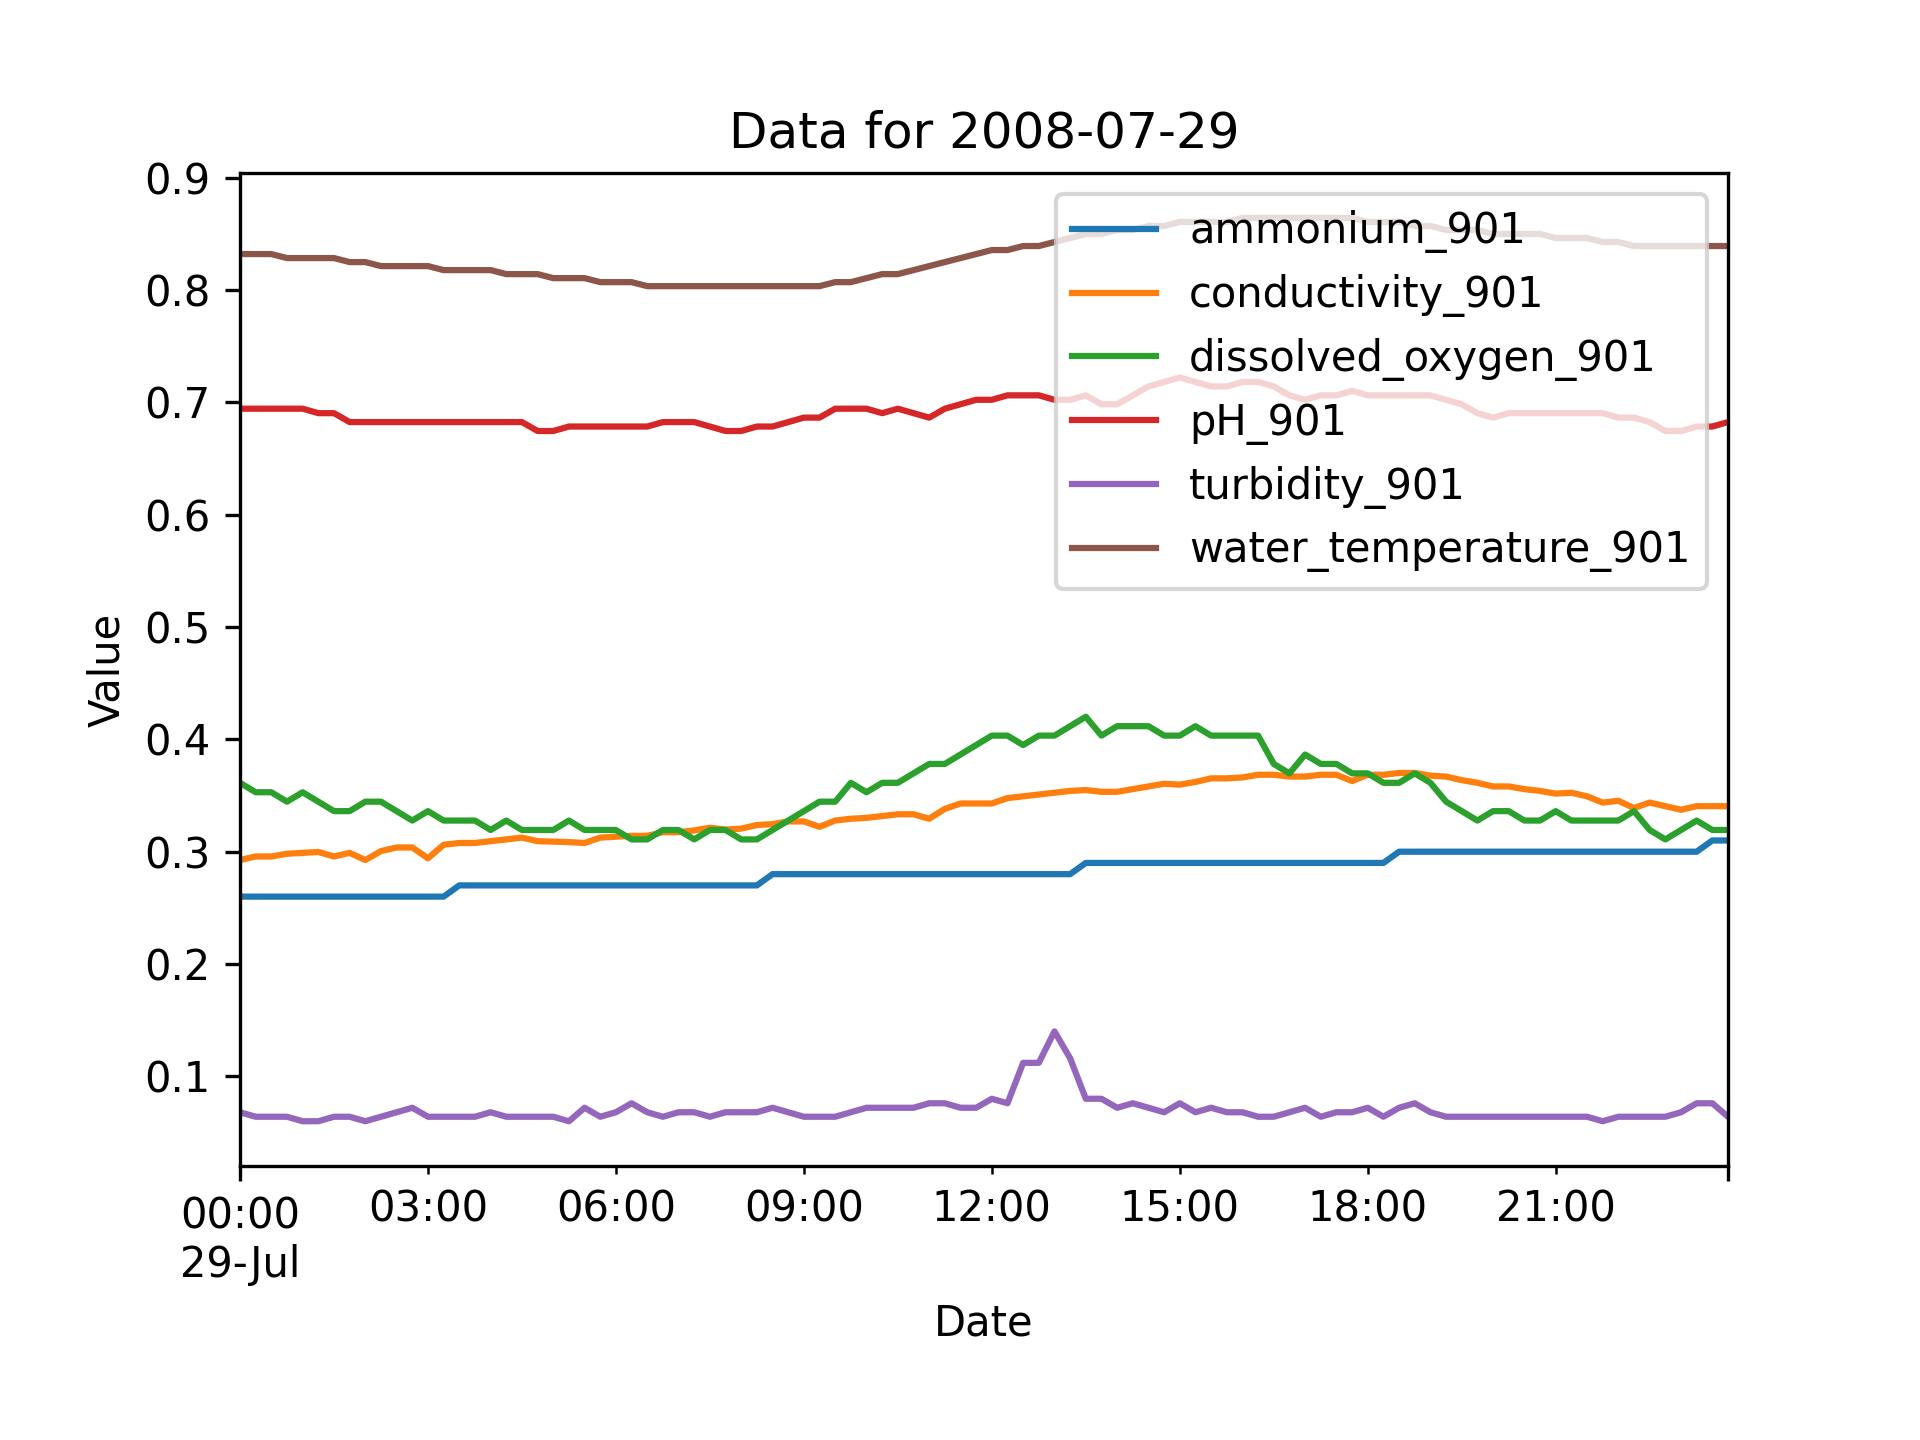 Data for 2008-07-29
0.9
0.8
0.7
0.6
0.5
0.4
0.3
0.2
0.1
Value
ammonium_901
conductivity_901
dissolved_oxygen_901
pH_901
turbidity_901
water_temperature_901
00:00
03:00
06:00
09:00
12:00
15:00
18:00
21:00
29-Jul
Date